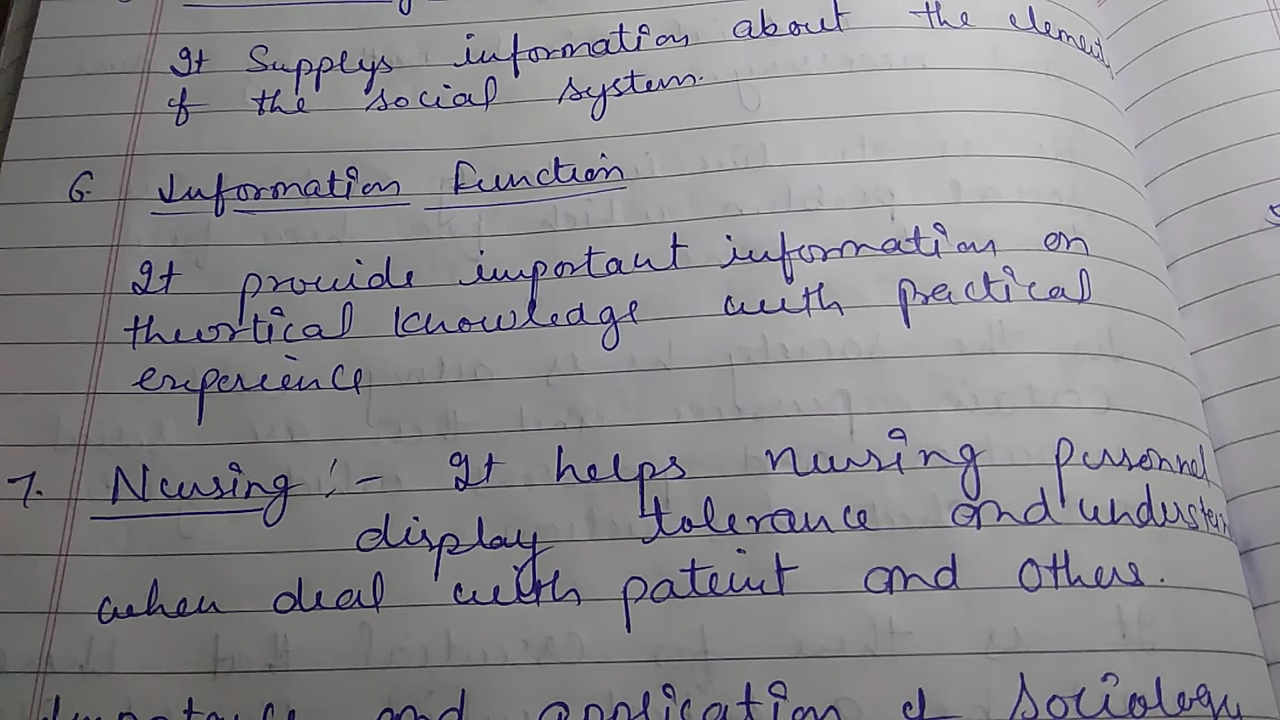 It Supplys information about the element
of the social system.
6. Information Function
It provide important information on
theortical knowledge with practical
experience
7. Nursing :- It helps nursing personnel
display tolerance and understan
when deal with pateint and others.
and application of Sociology